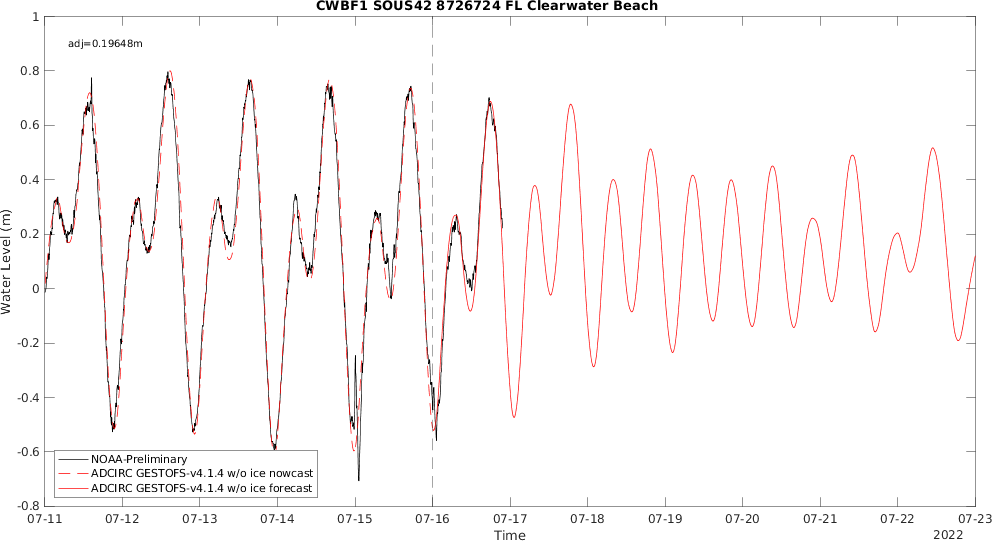 CWBF1 SOUS42 8726724 FL Clearwater Beach
adj=0.19648m
Water Level (m)
1
0.8
0.6
0.4
0.2
0
-0.2
-0.4
-0.6
-0.8
NOAA-Preliminary
ADCIRC GESTOFS-v4.1.4 w/o ice nowcast
ADCIRC GESTOFS-v4.1.4 w/o ice forecast
07-11 07-12 07-13 07-14 07-15 07-16 07-17 07-18 07-19 07-20 07-21 07-22 07-23
Time
2022